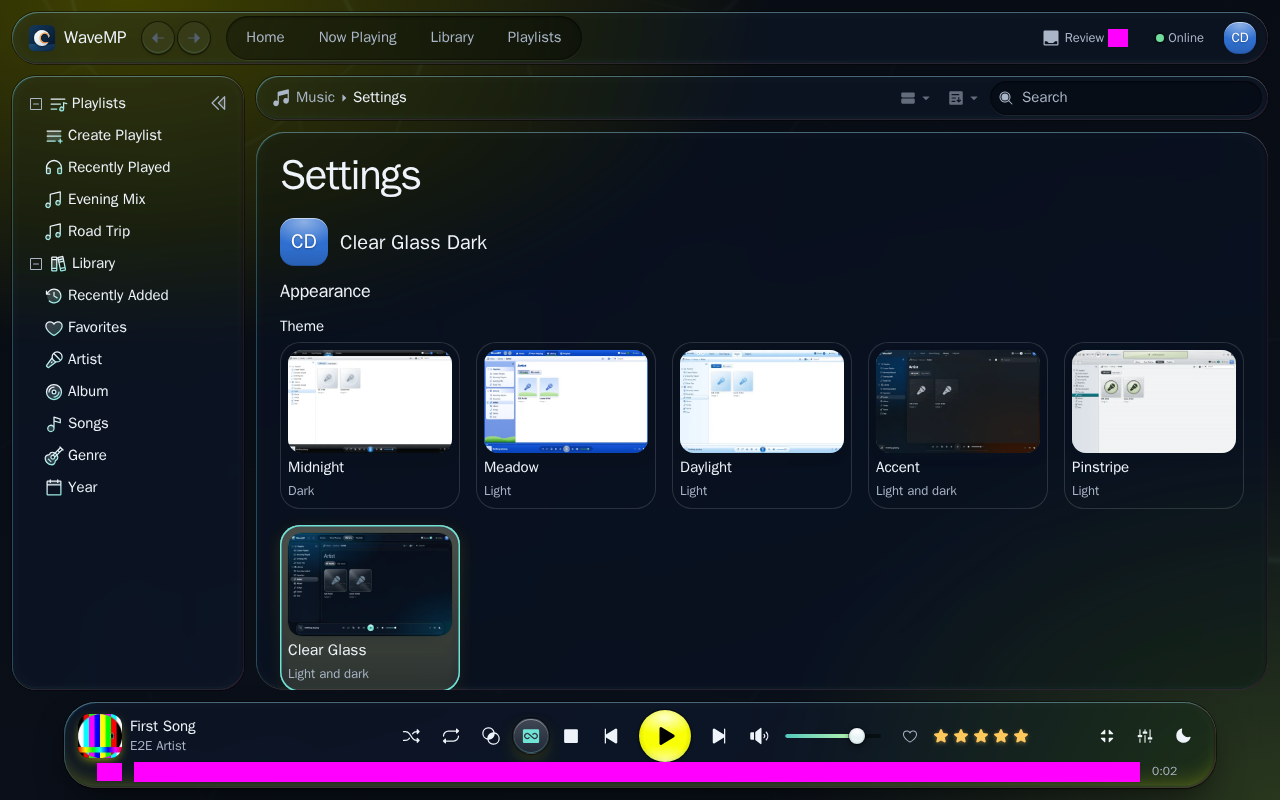 WaveMP
Home
Now Playing
Library
Playlists
Review
Online
CD
Playlists
Create Playlist
Recently Played
Evening Mix
Road Trip
Library
Recently Added
Favorites
Artist
Album
Songs
Genre
Year
Music
Settings
Search
Settings
CD
Clear Glass Dark
Appearance
Theme
Midnight
Dark
Meadow
Light
Daylight
Light
Accent
Light and dark
Pinstripe
Light
Clear Glass
Light and dark
First Song
E2E Artist
0:02